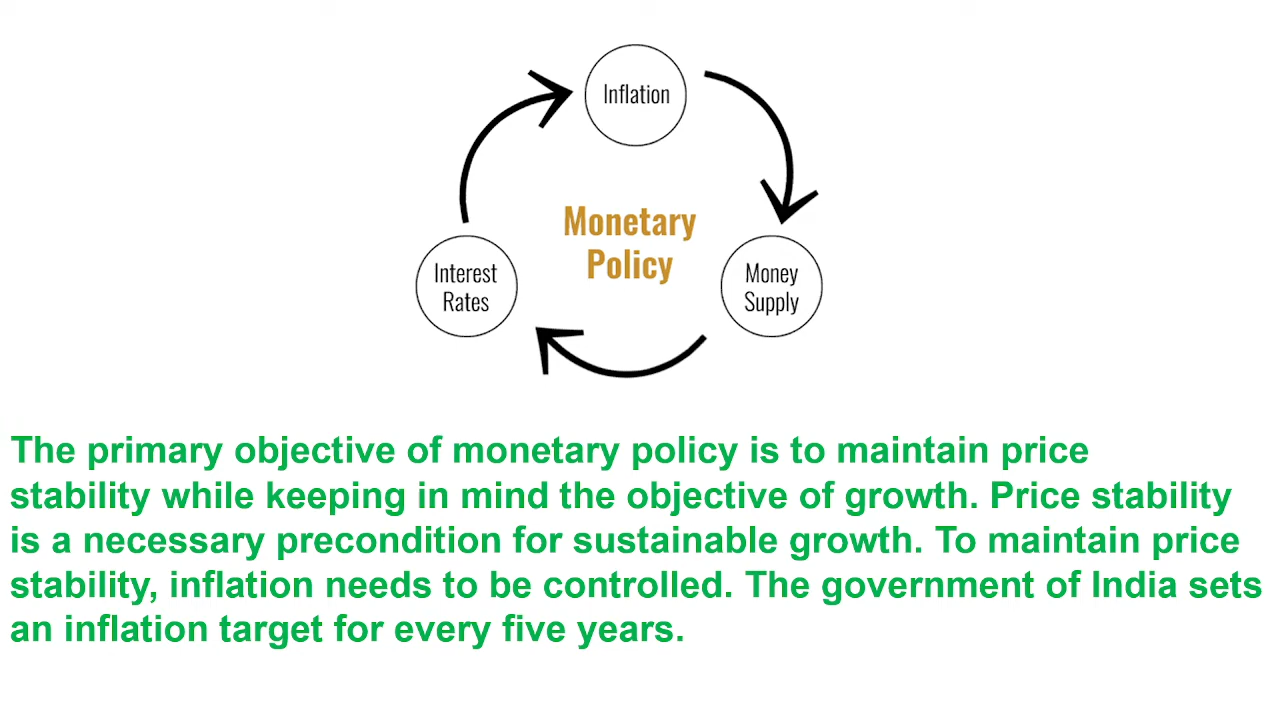 Inflation
Monetary
Policy
Interest
Rates
Money
Supply
The primary objective of monetary policy is to maintain price
stability while keeping in mind the objective of growth. Price stability
is a necessary precondition for sustainable growth. To maintain price
stability, inflation needs to be controlled. The government of India sets
an inflation target for every five years.